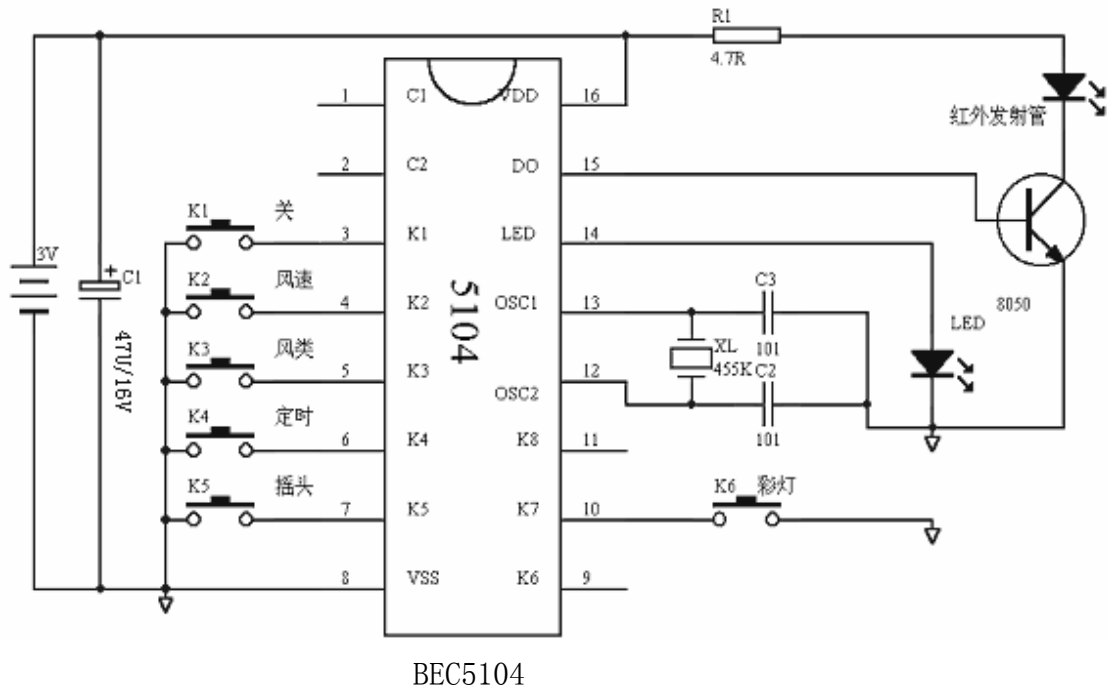 R1
4.7R
1 C1 VDD 16
红外发射管
2 C2 DO 15
K1 关
3 K1 LED 14
3V
C1
47U/16V
K2 风速
4 K2 OSC1 13
C3
101
8050
LED
5104
XL
455K
K3 风类
5 K3 OSC2 12
C2
101
K4 定时
6 K4 K8 11
K5 摇头
7 K5 K7 10
K6 彩灯
8 VSS K6 9
BEC5104